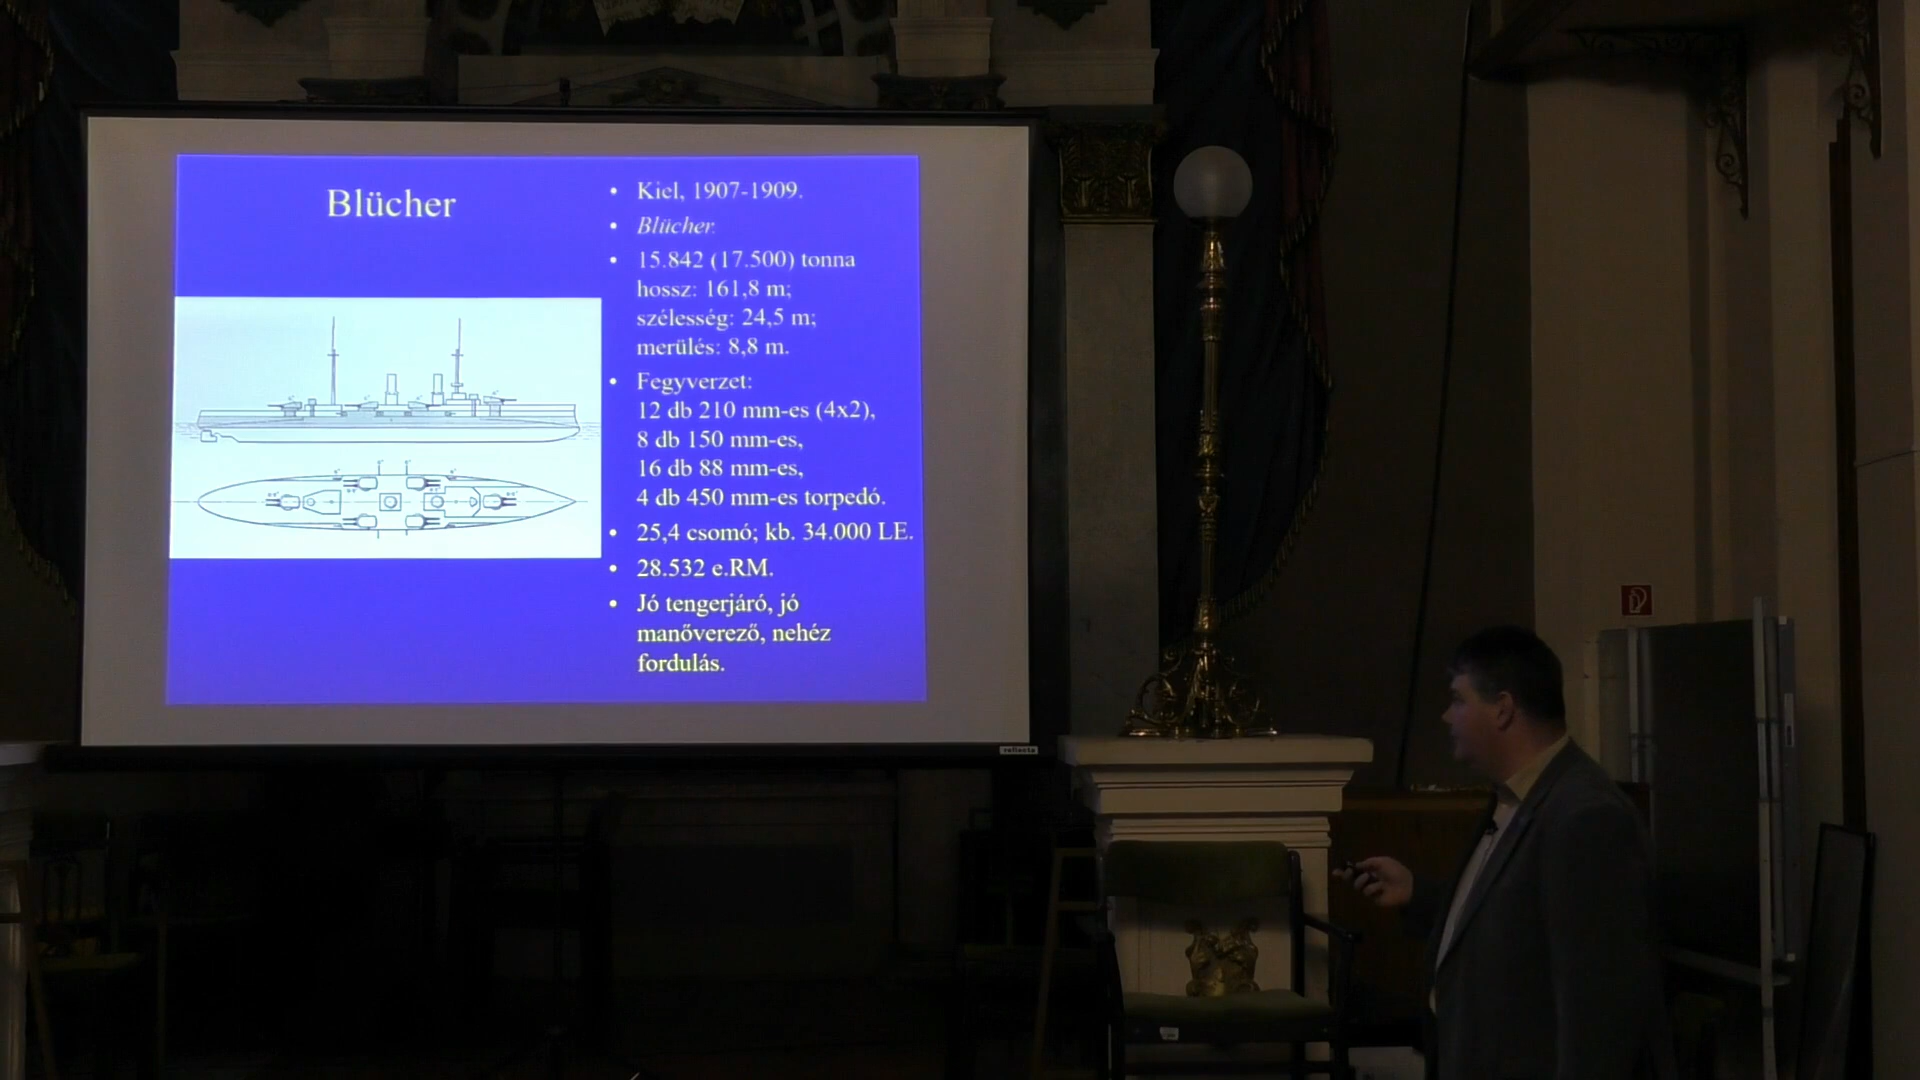 Blücher
• Kiel, 1907-1909.
• Blücher.
• 15.842 (17.500) tonna
hossz: 161,8 m;
szélesség: 24,5 m;
merülés: 8,8 m.
• Fegyverzet:
12 db 210 mm-es (4x2),
8 db 150 mm-es,
16 db 88 mm-es,
4 db 450 mm-es torpedó.
• 25,4 csomó; kb. 34.000 LE.
• 28.532 e.RM.
• Jó tengerjáró, jó
manőverező, nehéz
fordulás.
reflecta